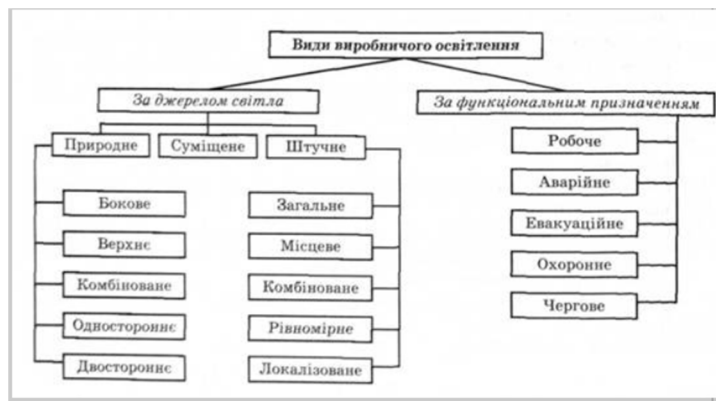 Види виробничого освітлення
За джерелом світла
За функціональним призначенням
Природне
Суміщене
Штучне
Бокове
Верхнє
Комбіноване
Одностороннє
Двостороннє
Загальне
Місцеве
Комбіноване
Рівномірне
Локалізоване
Робоче
Аварійне
Евакуаційне
Охоронне
Чергове